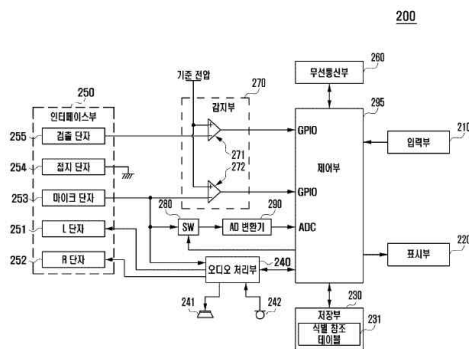 200
250
인터페이스부
255 검출 단자
254 접지 단자
253 마이크 단자
251 L 단자
252 R 단자
기준 전압
270
감지부
271
272
280
SW
290
AD 변환기
오디오 처리부
240
241
242
260
무선통신부
295
GPIO
제어부
GPIO
ADC
210
입력부
220
표시부
230
저장부
231
식별 참조
테이블